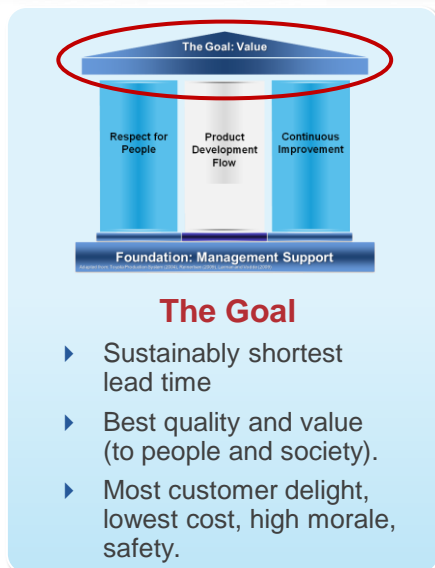 The Goal: Value
Respect for
People
Product
Development
Flow
Continuous
Improvement
Foundation: Management Support
The Goal
Sustainably shortest
lead time
Best quality and value
(to people and society).
Most customer delight,
lowest cost, high morale,
safety.